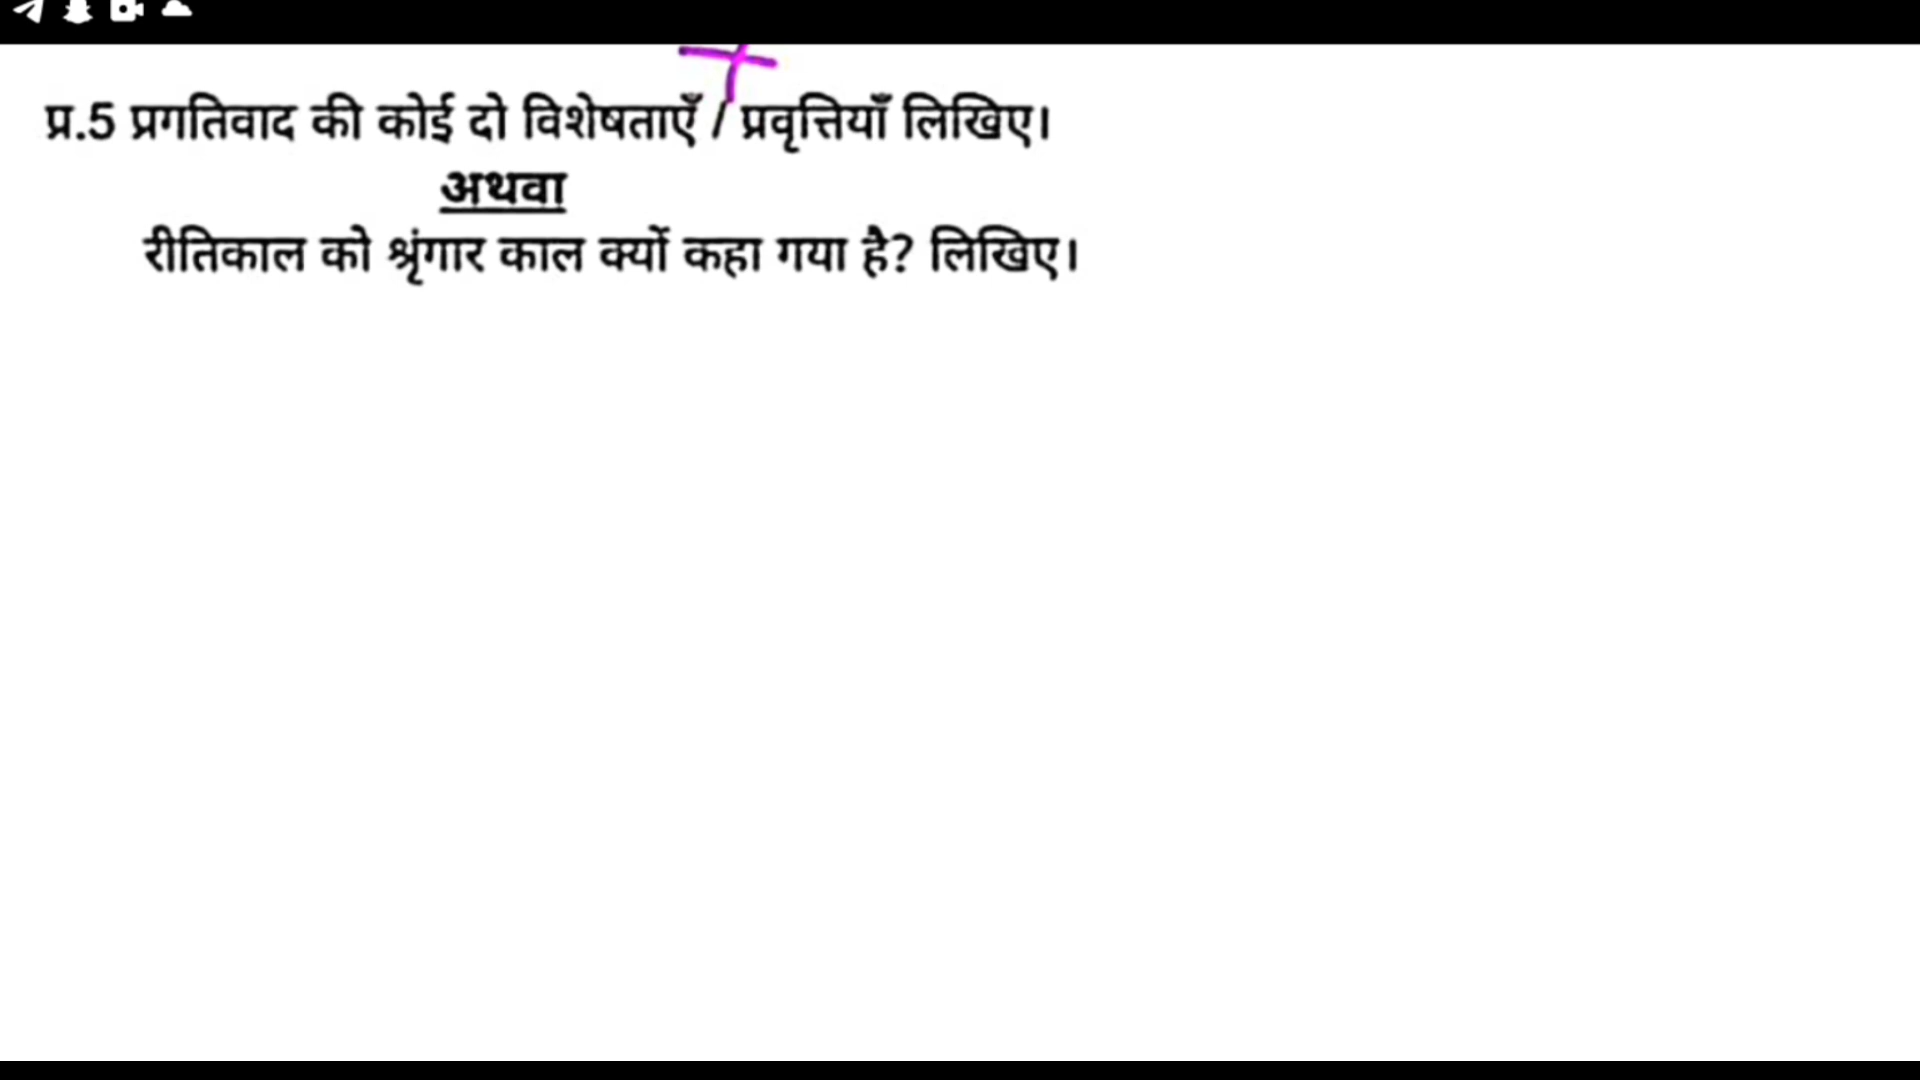 प्र.5 प्रगतिवाद की कोई दो विशेषताएँ / प्रवृत्तियाँ लिखिए।
अथवा
रीतिकाल को श्रृंगार काल क्यों कहा गया है? लिखिए।